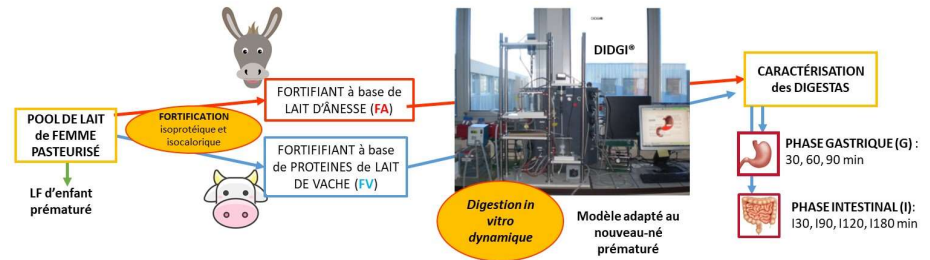 POOL DE LAIT
de FEMME
PASTEURISÉ
LF d'enfant
prématuré
FORTIFICATION
isoprotéique et
isocalorique
FORTIFIANT à base de
LAIT D'ÂNESSE (FA)
FORTIFIFIANT à base
de PROTEINES de LAIT
DE VACHE (FV)
DIDGI®
Digestion in
vitro
dynamique
Modèle adapté au
nouveau-né
prématuré
CARACTÉRISATION
des DIGESTAS
PHASE GASTRIQUE (G) :
30, 60, 90 min
PHASE INTESTINAL (I):
I30, I90, I120, I180 min